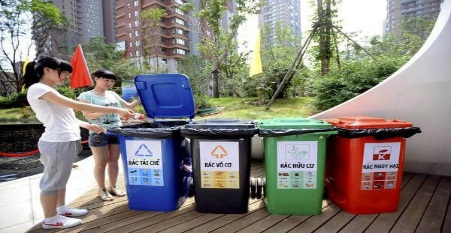 RÁC TÁI CHẾ
RÁC VÔ CƠ
RÁC HỮU CƠ
RÁC NGUY HẠI